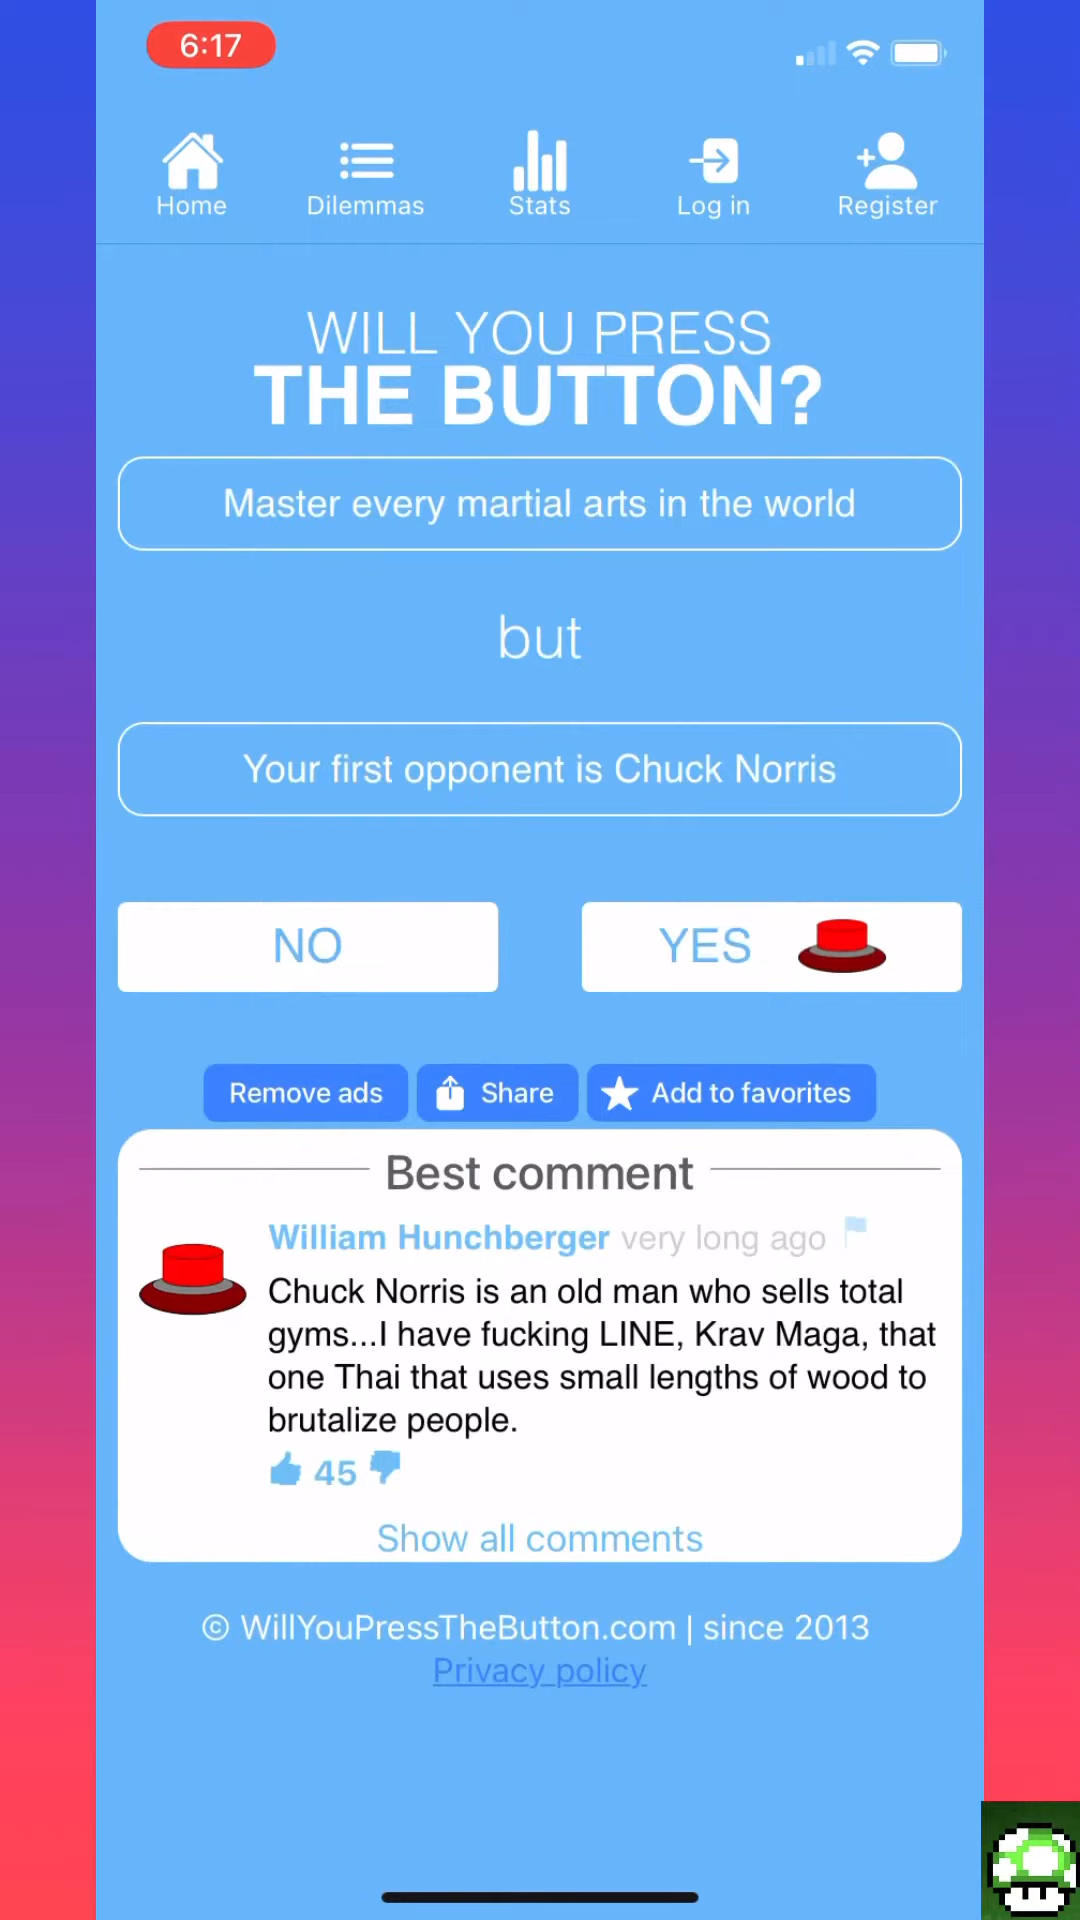 6:17
Home
Dilemmas
Stats
Log in
Register
WILL YOU PRESS
THE BUTTON?
Master every martial arts in the world
but
Your first opponent is Chuck Norris
NO
YES
Remove ads
Share
Add to favorites
Best comment
William Hunchberger very long ago
Chuck Norris is an old man who sells total
gyms...I have fucking LINE, Krav Maga, that
one Thai that uses small lengths of wood to
brutalize people.
45
Show all comments
© WillYouPressTheButton.com | since 2013
Privacy policy